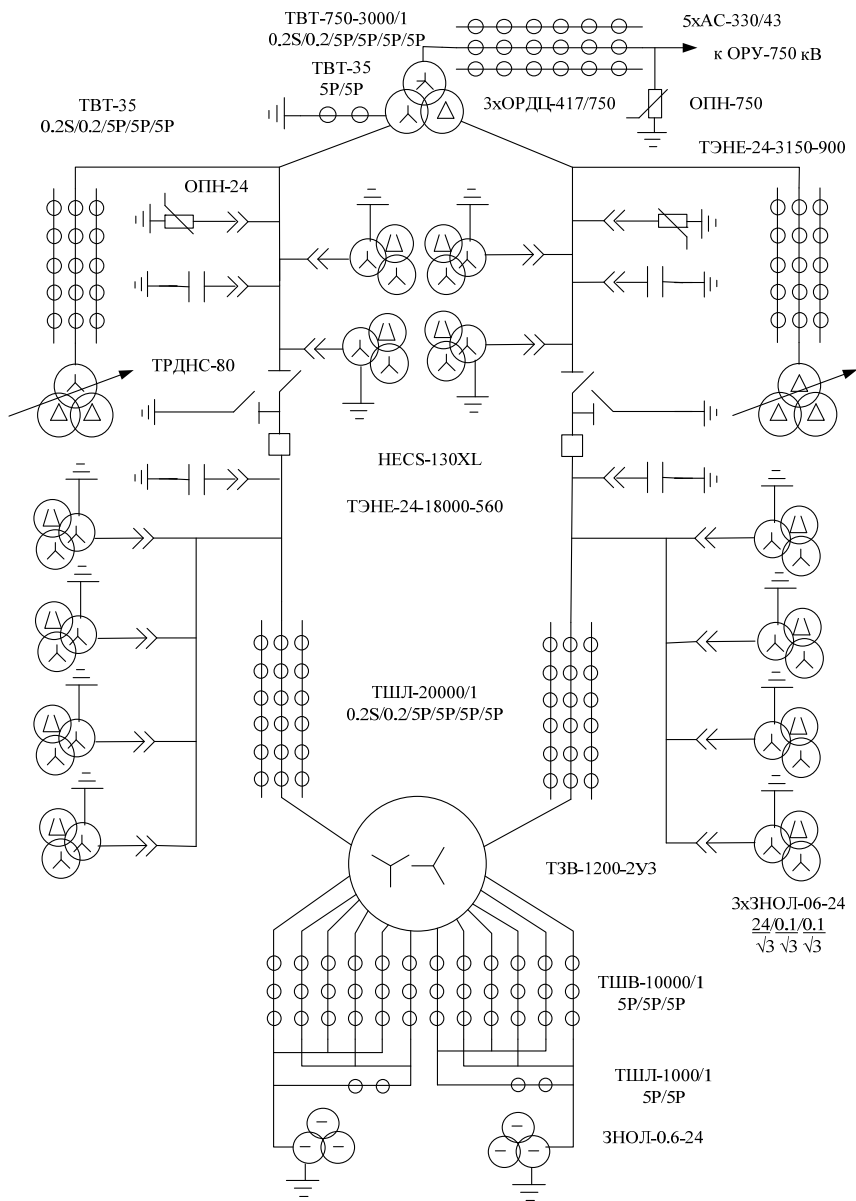 ТВТ-750-3000/1
0.2S/0.2/5P/5P/5P/5P
5xАС-330/43
к ОРУ-750 кВ
ТВТ-35
5P/5P
ТВТ-35
0.2S/0.2/5P/5P/5P
3xОРДЦ-417/750
ОПН-750
ТЭНЕ-24-3150-900
ОПН-24
ТРДНС-80
HECS-130XL
ТЭНЕ-24-18000-560
ТШЛ-20000/1
0.2S/0.2/5P/5P/5P/5P
ТЗВ-1200-2У3
3xЗНОЛ-06-24
24/0.1/0.1
√3 √3 √3
ТШВ-10000/1
5P/5P/5P
ТШЛ-1000/1
5P/5P
ЗНОЛ-0.6-24